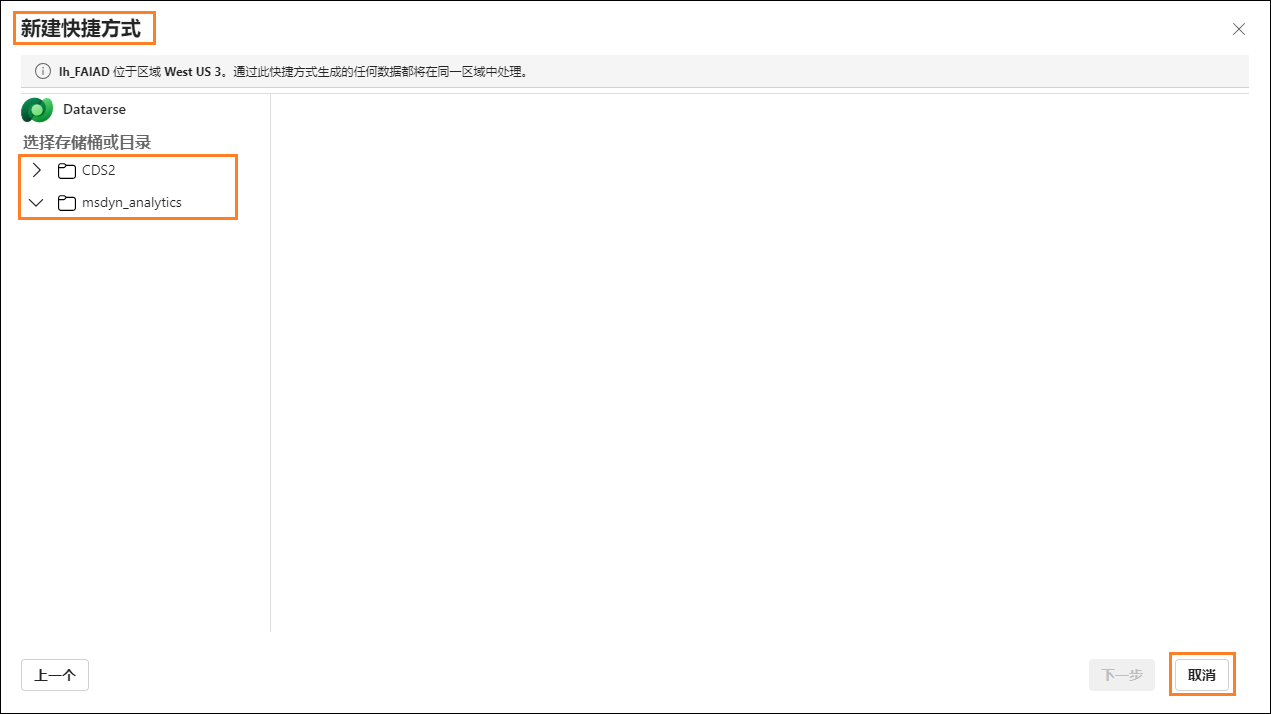 新建快捷方式
lh_FAIAD 位于区域 West US 3。通过此快捷方式生成的任何数据都将在同一区域中处理。
Dataverse
选择存储桶或目录
CDS2
msdyn_analytics
上一个
下一步
取消